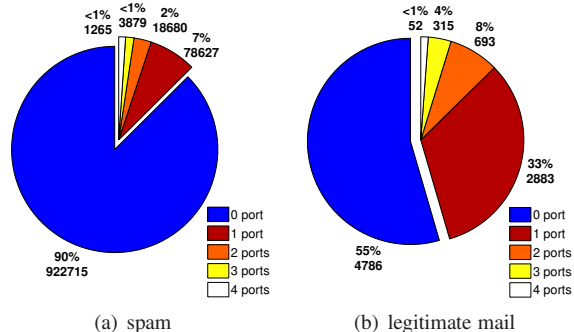 <1%
1265
<1%
3879
2%
18680
7%
78627
90%
922715
0 port
1 port
2 ports
3 ports
4 ports
(a) spam
<1%
52
4%
315
8%
693
33%
2883
55%
4786
0 port
1 port
2 ports
3 ports
4 ports
(b) legitimate mail